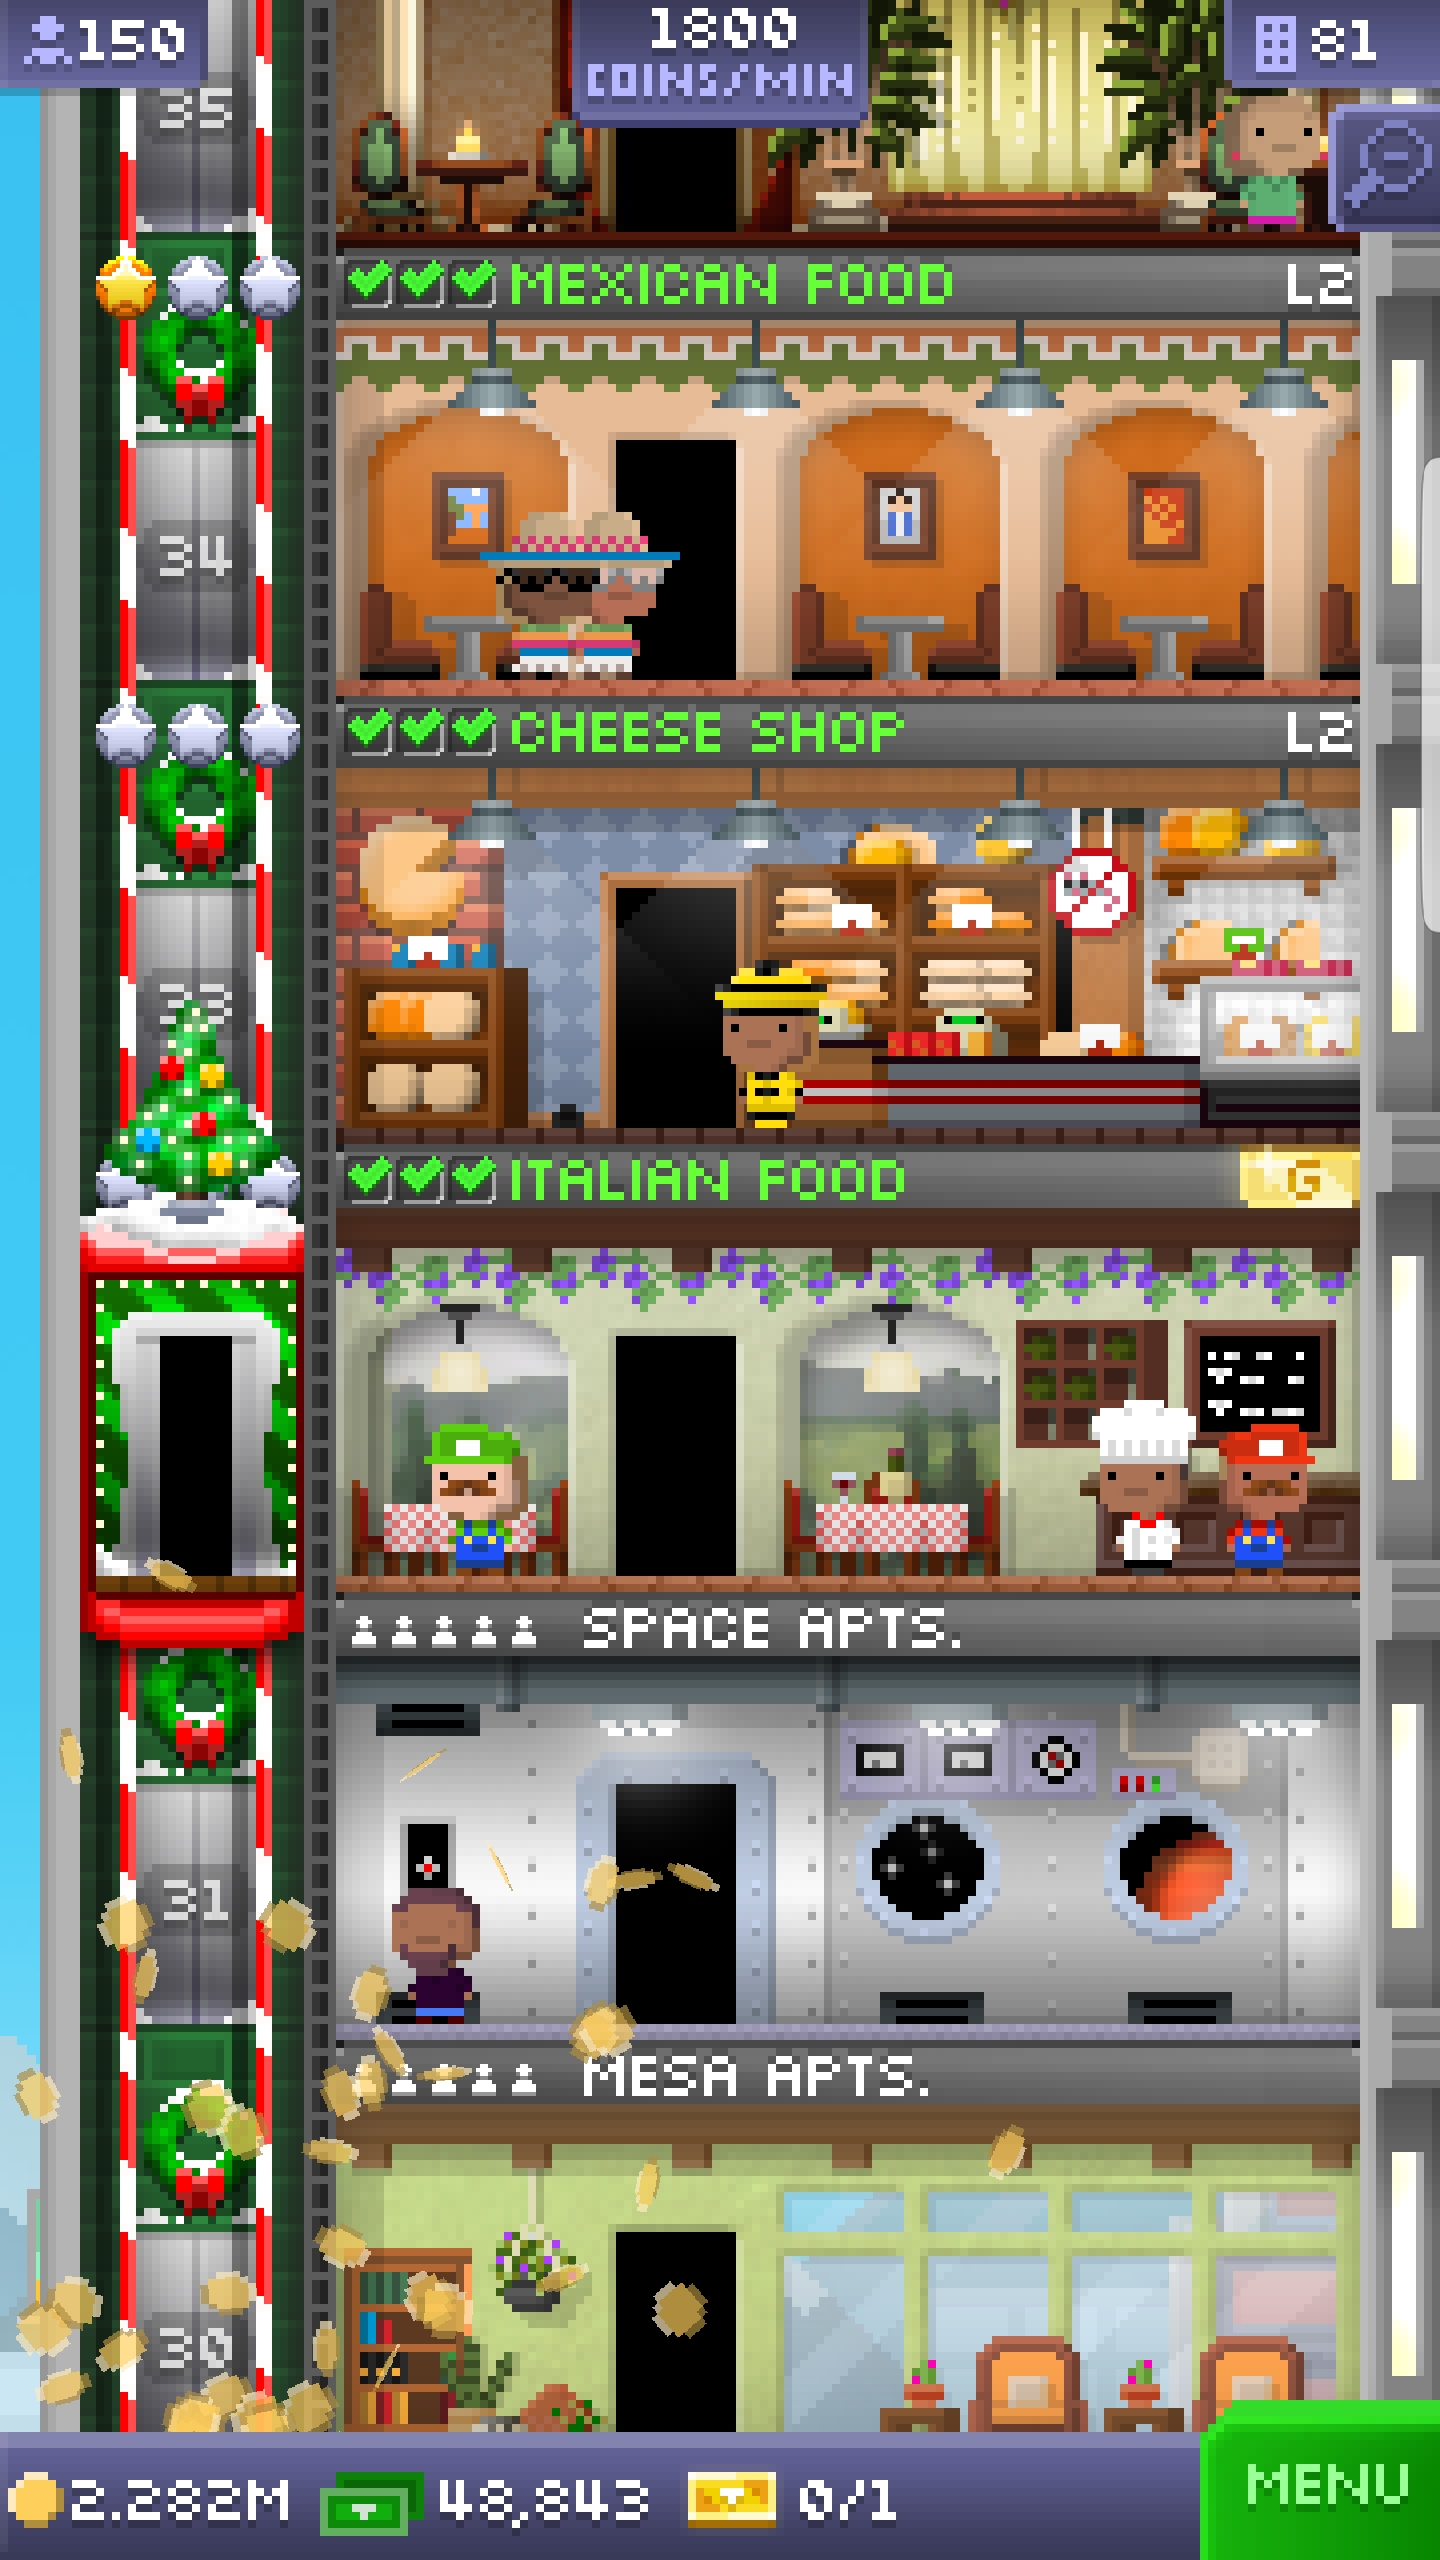 150
1800
COINS/MIN
81
35
MEXICAN FOOD L2
34
CHEESE SHOP L2
33
ITALIAN FOOD G
SPACE APTS.
31
MESA APTS.
30
2.282M 48,843 0/1 MENU